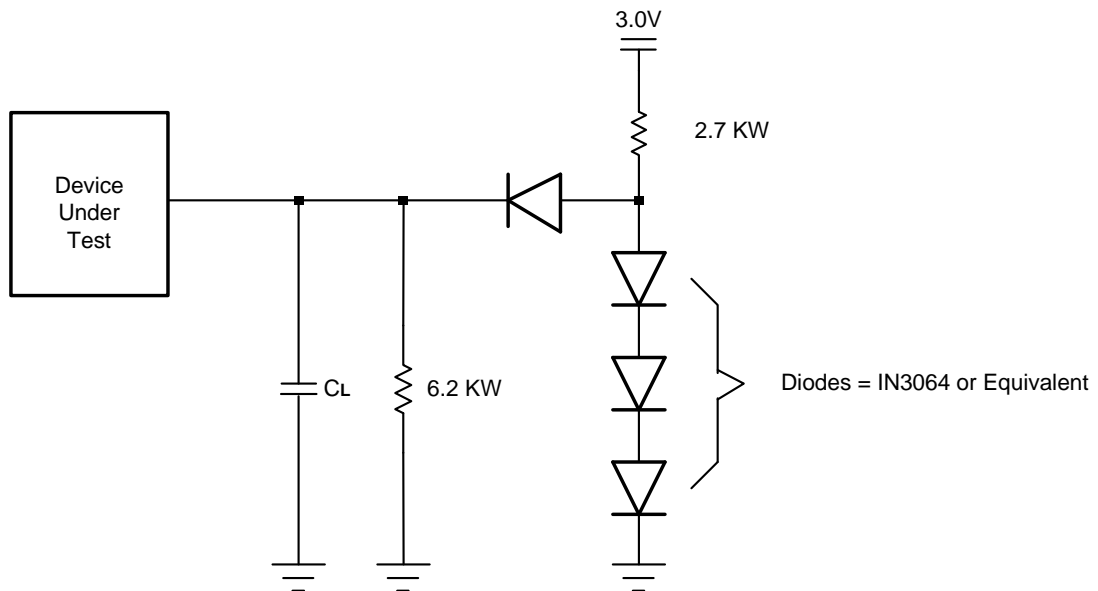 3.0V
2.7 KW
Device
Under
Test
CL
6.2 KW
Diodes = IN3064 or Equivalent